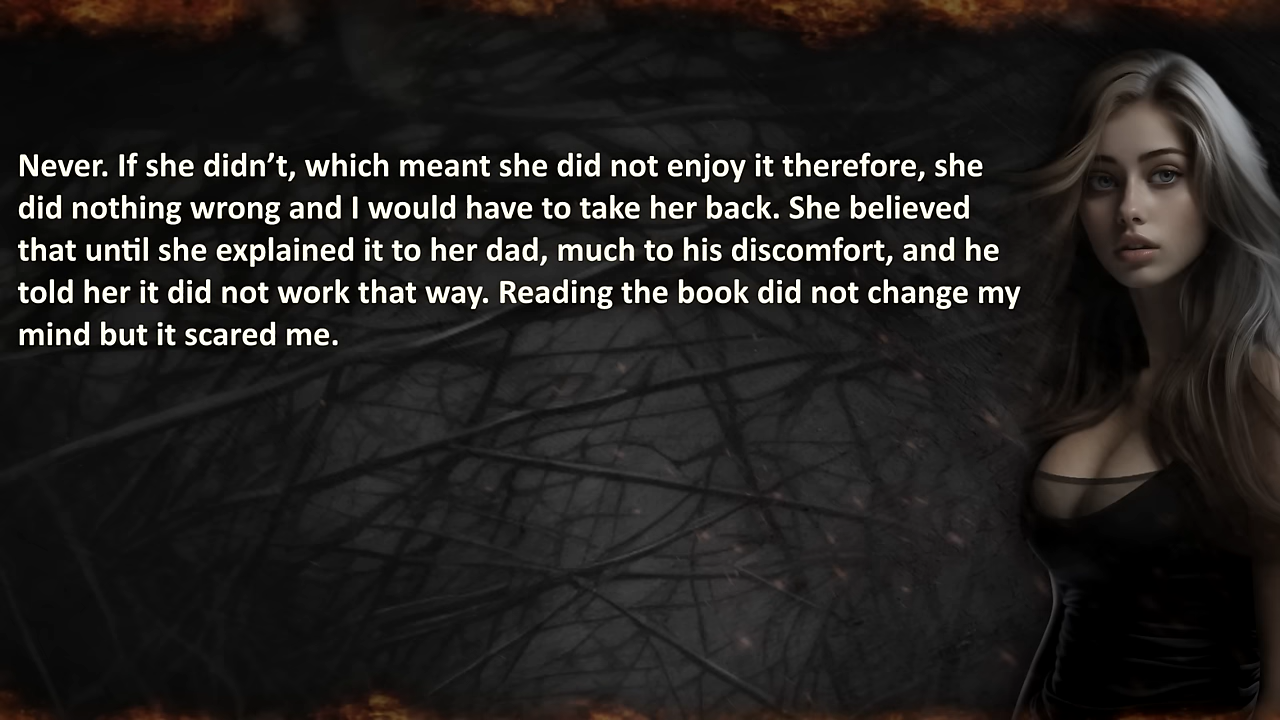 Never. If she didn’t, which meant she did not enjoy it therefore, she
did nothing wrong and I would have to take her back. She believed
that until she explained it to her dad, much to his discomfort, and he
told her it did not work that way. Reading the book did not change my
mind but it scared me.